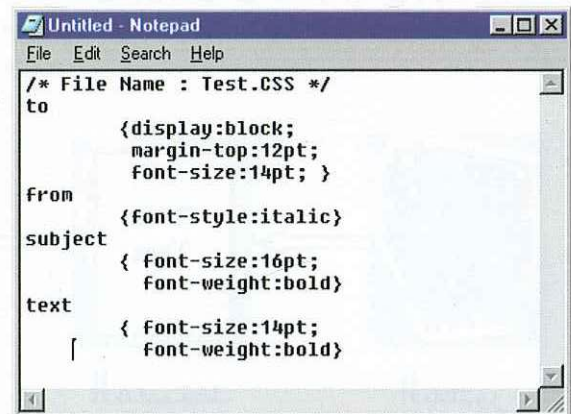 Untitled - Notepad
File Edit Search Help
/* File Name : Test.CSS */
to
{display:block;
margin-top:12pt;
font-size:14pt; }
from
{font-style:italic}
subject
{ font-size:16pt;
font-weight:bold}
text
{ font-size:14pt;
font-weight:bold}